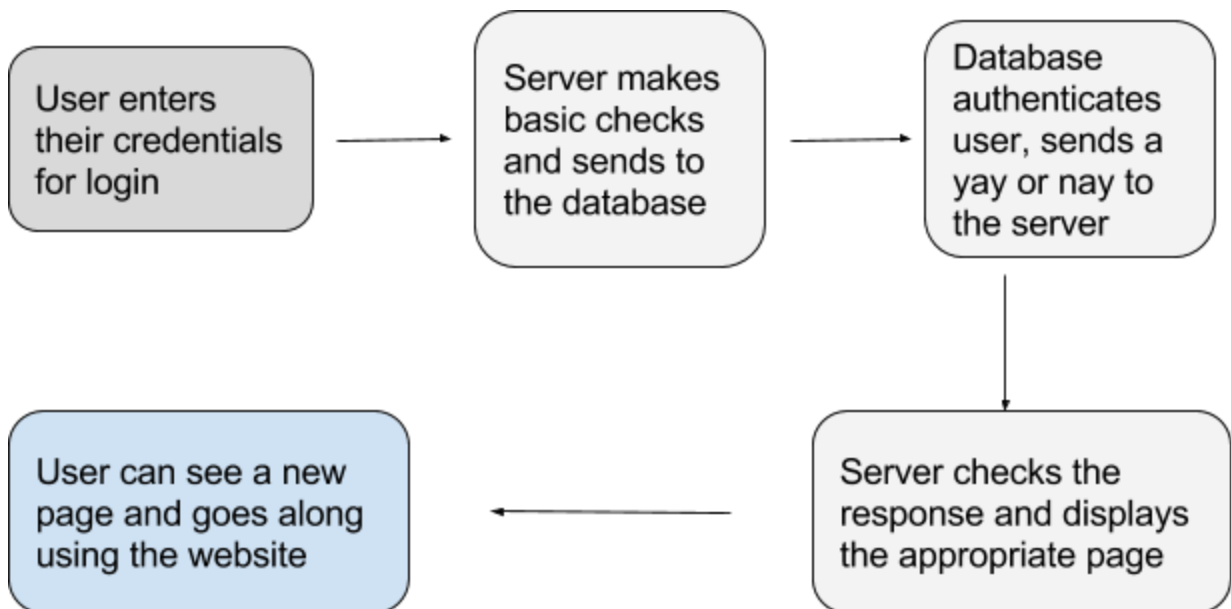 User enters
their credentials
for login
Server makes
basic checks
and sends to
the database
Database
authenticates
user, sends a
yay or nay to
the server
Server checks the
response and displays
the appropriate page
User can see a new
page and goes along
using the website